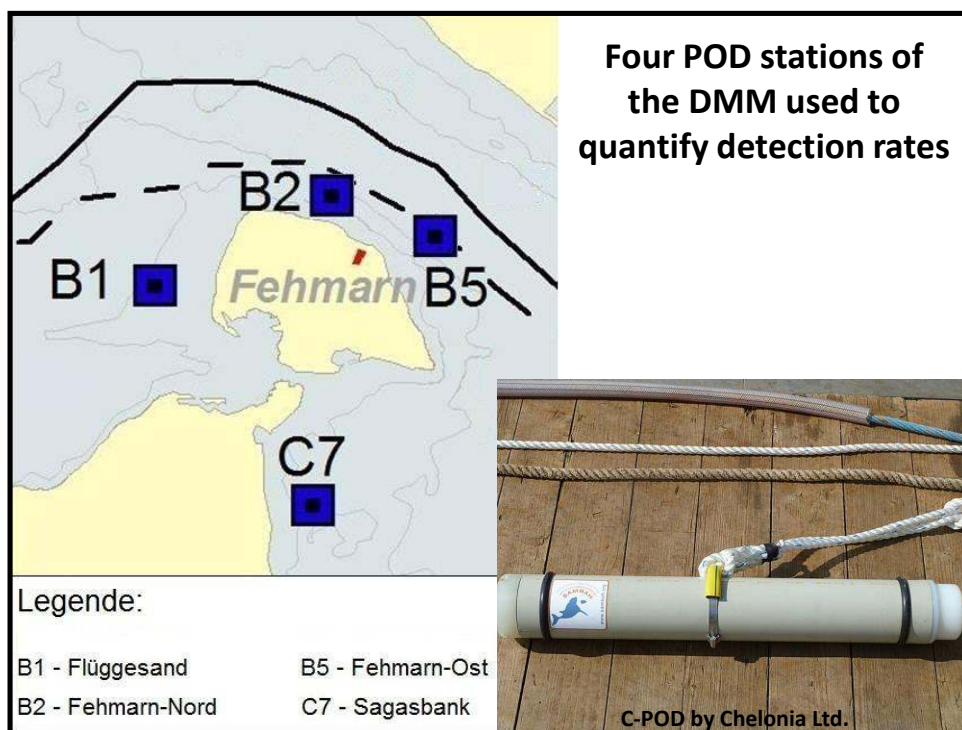 Four POD stations of
the DMM used to
quantify detection rates
B2
B1
Fehmarn
B5
C7
Legende:
B1 - Flüggesand
B5 - Fehmarn-Ost
B2 - Fehmarn-Nord
C7 - Sagasbank
SAMBAH
C-POD by Chelonia Ltd.